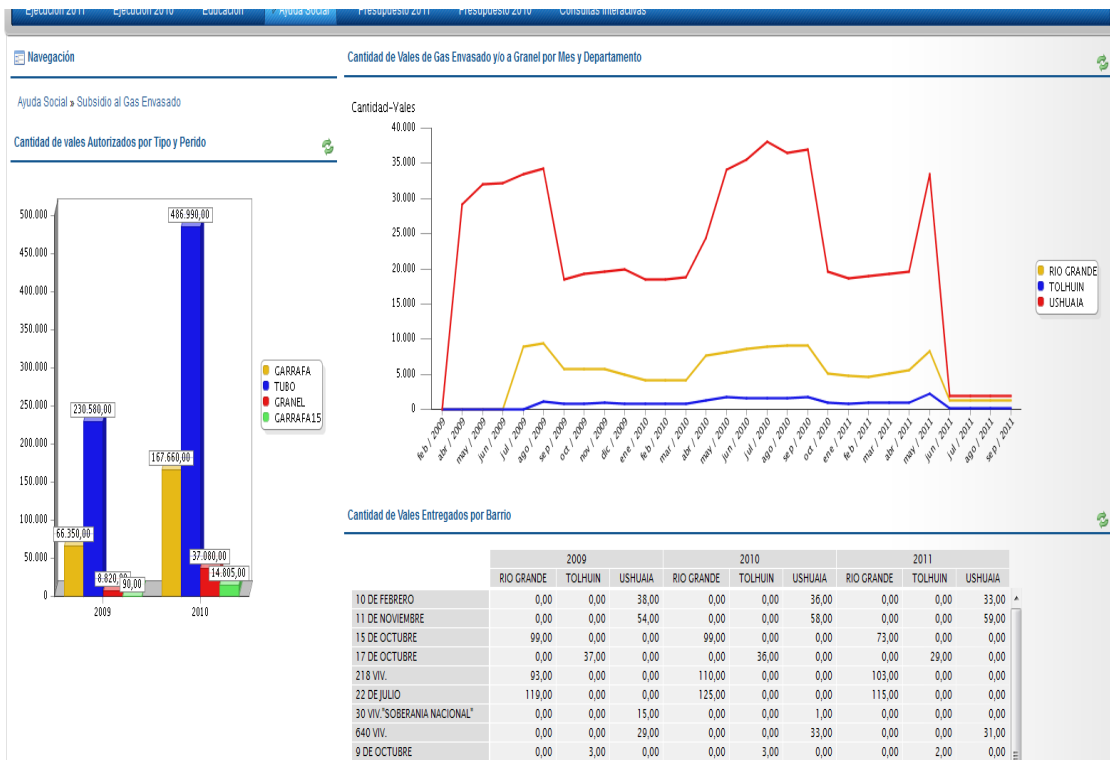 Ejecución 2011 Ejecución 2010 Educación Ayuda Social Presupuesto 2011 Presupuesto 2010 Consultas Interactivas
Navegación
Ayuda Social » Subsidio al Gas Envasado
Cantidad de vales Autorizados por Tipo y Perido
500.000
450.000
400.000
350.000
300.000
250.000
200.000
150.000
100.000
50.000
0
66.350,00
230.580,00
8.820,00
90,00
167.660,00
486.990,00
37.080,00
14.805,00
2009 2010
GARRAFA
TUBO
GRANEL
GARRAFA15
Cantidad de Vales de Gas Envasado y/o a Granel por Mes y Departamento
Cantidad-Vales
40.000
35.000
30.000
25.000
20.000
15.000
10.000
5.000
0
feb / 2009
abr / 2009
may / 2009
jun / 2009
jul / 2009
ago / 2009
sep / 2009
oct / 2009
nov / 2009
dic / 2009
ene / 2010
feb / 2010
mar / 2010
abr / 2010
may / 2010
jun / 2010
jul / 2010
ago / 2010
sep / 2010
oct / 2010
ene / 2011
feb / 2011
mar / 2011
abr / 2011
may / 2011
jun / 2011
jul / 2011
ago / 2011
sep / 2011
RIO GRANDE
TOLHUIN
USHUAIA
Cantidad de Vales Entregados por Barrio
2009 2010 2011
RIO GRANDE TOLHUIN USHUAIA RIO GRANDE TOLHUIN USHUAIA RIO GRANDE TOLHUIN USHUAIA
10 DE FEBRERO 0,00 0,00 38,00 0,00 0,00 36,00 0,00 0,00 33,00
11 DE NOVIEMBRE 0,00 0,00 54,00 0,00 0,00 58,00 0,00 0,00 59,00
15 DE OCTUBRE 99,00 0,00 0,00 99,00 0,00 0,00 73,00 0,00 0,00
17 DE OCTUBRE 0,00 37,00 0,00 0,00 36,00 0,00 0,00 29,00 0,00
218 VIV. 93,00 0,00 0,00 110,00 0,00 0,00 103,00 0,00 0,00
22 DE JULIO 119,00 0,00 0,00 125,00 0,00 0,00 115,00 0,00 0,00
30 VIV."SOBERANIA NACIONAL" 0,00 0,00 15,00 0,00 0,00 1,00 0,00 0,00 0,00
640 VIV. 0,00 0,00 29,00 0,00 0,00 33,00 0,00 0,00 31,00
9 DE OCTUBRE 0,00 3,00 0,00 0,00 3,00 0,00 0,00 2,00 0,00